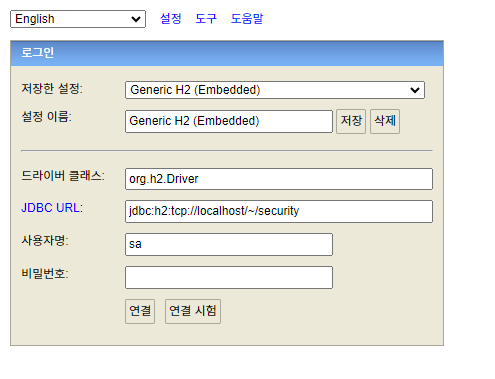 English 설정 도구 도움말
로그인
저장한 설정: Generic H2 (Embedded)
설정 이름: Generic H2 (Embedded) 저장 삭제
드라이버 클래스: org.h2.Driver
JDBC URL: jdbc:h2:tcp://localhost/~/security
사용자명: sa
비밀번호:
연결 연결 시험